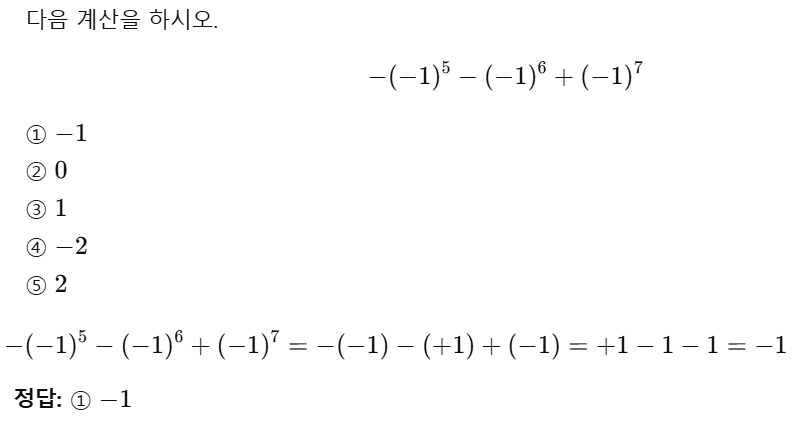 다음 계산을 하시오.
−(−1)⁵ − (−1)⁶ + (−1)⁷
① −1
② 0
③ 1
④ −2
⑤ 2
−(−1)⁵ − (−1)⁶ + (−1)⁷ = −(−1) − (+1) + (−1) = +1 − 1 − 1 = −1
정답: ① −1